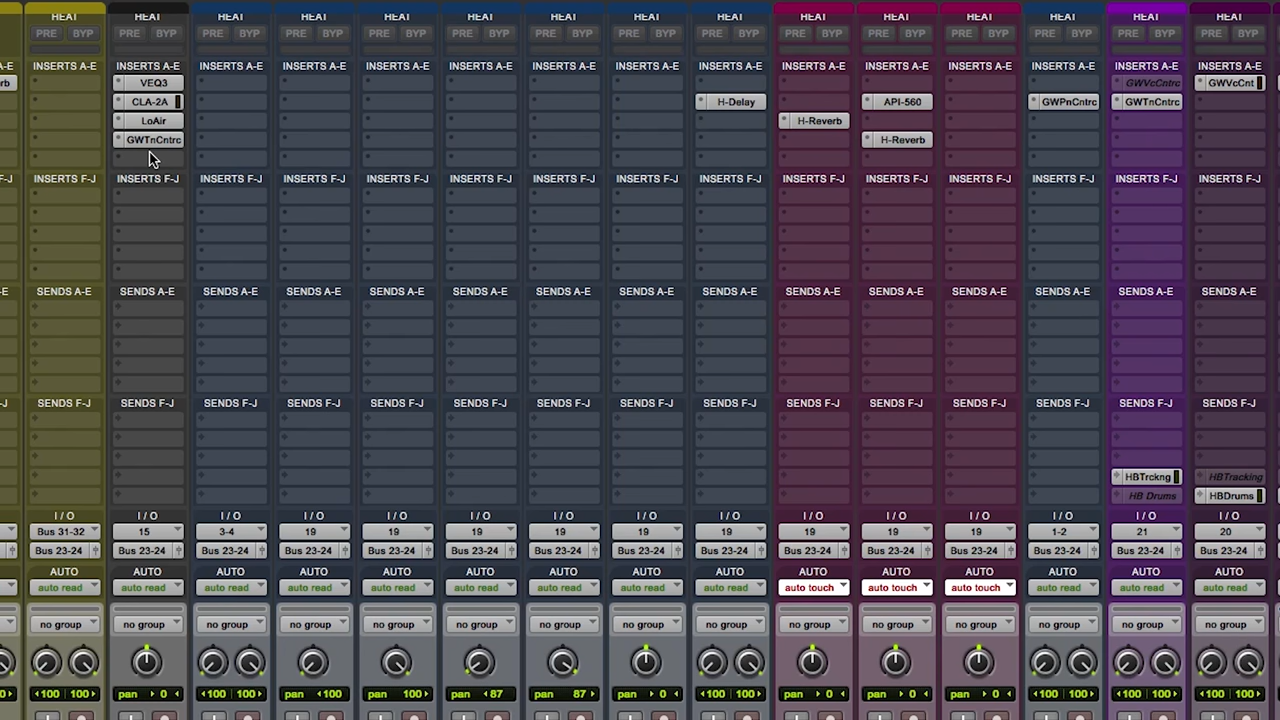 HEAT HEAT HEAT HEAT HEAT HEAT HEAT HEAT HEAT HEAT HEAT HEAT HEAT HEAT HEAT
PRE BYP PRE BYP PRE BYP PRE BYP PRE BYP PRE BYP PRE BYP PRE BYP PRE BYP PRE BYP PRE BYP PRE BYP PRE BYP PRE BYP PRE BYP
A-E INSERTS A-E INSERTS A-E INSERTS A-E INSERTS A-E INSERTS A-E INSERTS A-E INSERTS A-E INSERTS A-E INSERTS A-E INSERTS A-E INSERTS A-E INSERTS A-E INSERTS A-E INSERTS A-E INSERTS A-E
rb VEQ3 GWVcCntrc GWVcCnt
CLA-2A H-Delay API-560 GWPnCntrc GWTnCntrc
LoAir H-Reverb
GWTnCntrc H-Reverb
F-J INSERTS F-J INSERTS F-J INSERTS F-J INSERTS F-J INSERTS F-J INSERTS F-J INSERTS F-J INSERTS F-J INSERTS F-J INSERTS F-J INSERTS F-J INSERTS F-J INSERTS F-J INSERTS F-J INSERTS F-J
A-E SENDS A-E SENDS A-E SENDS A-E SENDS A-E SENDS A-E SENDS A-E SENDS A-E SENDS A-E SENDS A-E SENDS A-E SENDS A-E SENDS A-E SENDS A-E SENDS A-E SENDS A-E
F-J SENDS F-J SENDS F-J SENDS F-J SENDS F-J SENDS F-J SENDS F-J SENDS F-J SENDS F-J SENDS F-J SENDS F-J SENDS F-J SENDS F-J SENDS F-J SENDS F-J SENDS F-J
HBTrckng HBTracking
HB Drums HBDrums
I / O I / O I / O I / O I / O I / O I / O I / O I / O I / O I / O I / O I / O I / O I / O
Bus 31-32 15 3-4 19 19 19 19 19 19 19 19 19 1-2 21 20
Bus 23-24 Bus 23-24 Bus 23-24 Bus 23-24 Bus 23-24 Bus 23-24 Bus 23-24 Bus 23-24 Bus 23-24 Bus 23-24 Bus 23-24 Bus 23-24 Bus 23-24 Bus 23-24 Bus 23-24
AUTO AUTO AUTO AUTO AUTO AUTO AUTO AUTO AUTO AUTO AUTO AUTO AUTO AUTO AUTO
auto read auto read auto read auto read auto read auto read auto read auto read auto read auto touch auto touch auto touch auto read auto read auto read
no group no group no group no group no group no group no group no group no group no group no group no group no group no group no group
0 100 100 pan 0 100 100 pan 100 pan 100 pan 87 pan 87 pan 0 100 100 pan 0 pan 0 pan 0 100 100 100 100 100 100